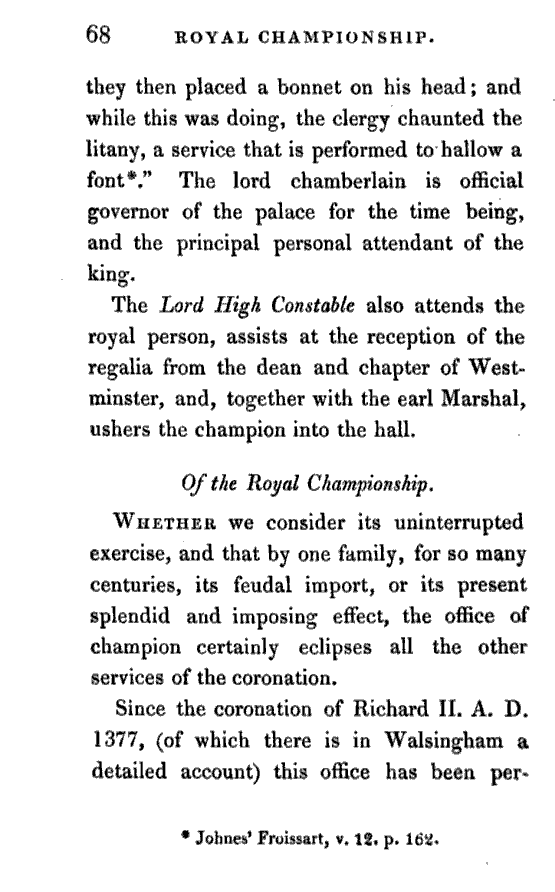 68 ROYAL CHAMPIONSHIP.
they then placed a bonnet on his head; and
while this was doing, the clergy chaunted the
litany, a service that is performed to hallow a
font*." The lord chamberlain is official
governor of the palace for the time being,
and the principal personal attendant of the
king.
The Lord High Constable also attends the
royal person, assists at the reception of the
regalia from the dean and chapter of West-
minster, and, together with the earl Marshal,
ushers the champion into the hall.
Of the Royal Championship.
WHETHER we consider its uninterrupted
exercise, and that by one family, for so many
centuries, its feudal import, or its present
splendid and imposing effect, the office of
champion certainly eclipses all the other
services of the coronation.
Since the coronation of Richard II. A. D.
1377, (of which there is in Walsingham a
detailed account) this office has been per-
* Johnes' Froissart, v. 12. p. 162.